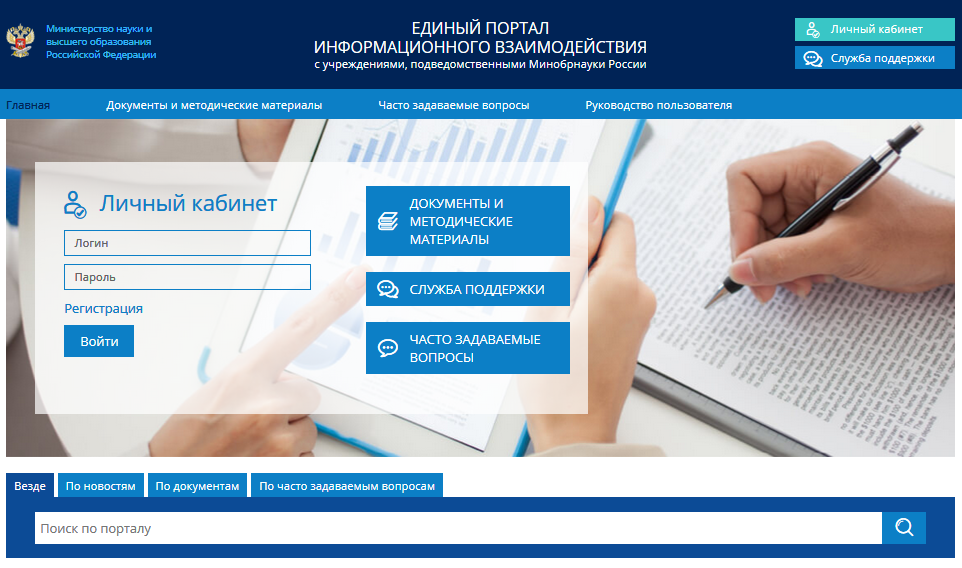 Министерство науки и
высшего образования
Российской Федерации
ЕДИНЫЙ ПОРТАЛ
ИНФОРМАЦИОННОГО ВЗАИМОДЕЙСТВИЯ
с учреждениями, подведомственными Минобрнауки России
Личный кабинет
Служба поддержки
Главная
Документы и методические материалы
Часто задаваемые вопросы
Руководство пользователя
Личный кабинет
Логин
Пароль
Регистрация
Войти
ДОКУМЕНТЫ И
МЕТОДИЧЕСКИЕ
МАТЕРИАЛЫ
СЛУЖБА ПОДДЕРЖКИ
ЧАСТО ЗАДАВАЕМЫЕ
ВОПРОСЫ
Везде
По новостям
По документам
По часто задаваемым вопросам
Поиск по порталу